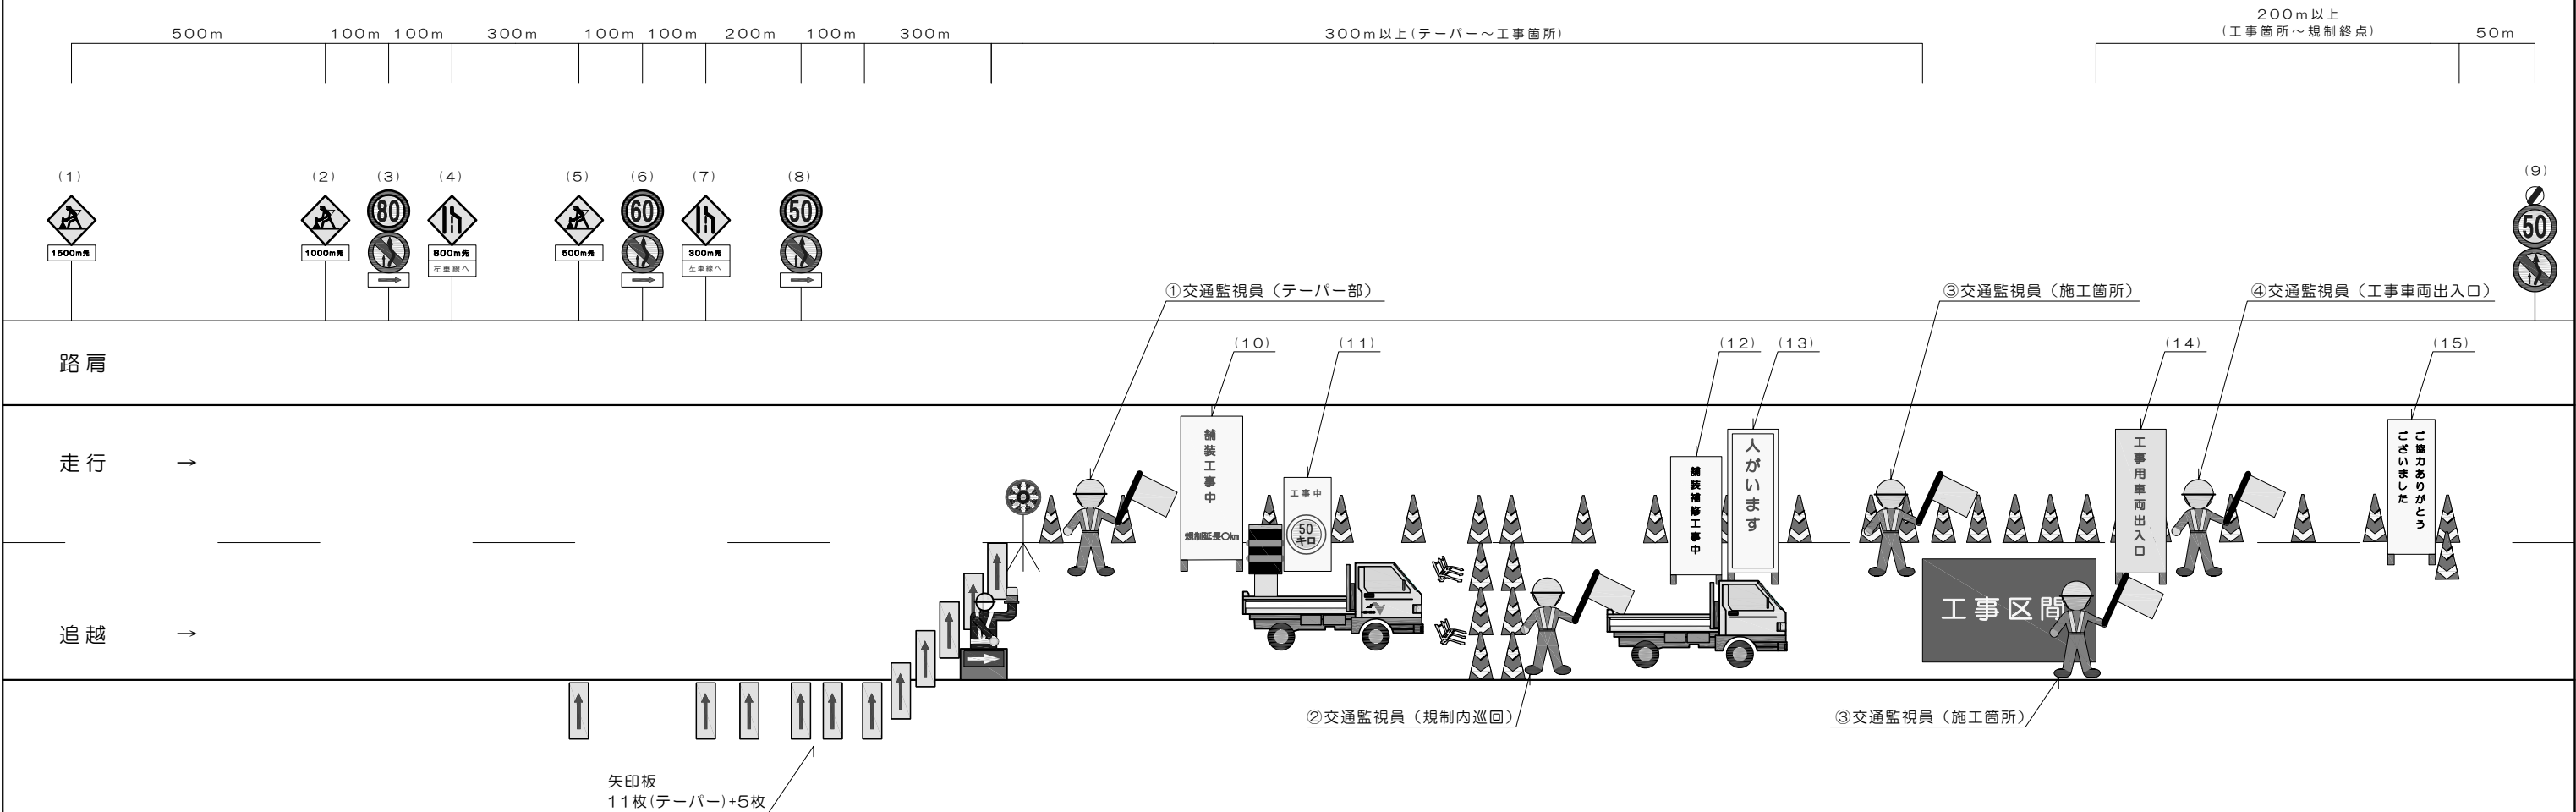 200m以上
500m 100m 100m 300m 100m 100m 200m 100m 300m 300m以上(テーパー～工事箇所) (工事箇所～規制終点) 50m
(1) (2) (3) (4) (5) (6) (7) (8) (9)
80 60 50 50
1500m先 1000m先 800m先 500m先 300m先
左車線へ 左車線へ
①交通監視員（テーパー部） ③交通監視員（施工箇所） ④交通監視員（工事車両出入口）
(10) (11) (12) (13) (14) (15)
路肩
走行 →
舗装工事中
規制延長〇km
工事中
50
キロ
舗装補修工事中
人がいます
工事用車両出入口
ご協力ありがとう
ございました
追越 →
工事区間
②交通監視員（規制内巡回） ③交通監視員（施工箇所）
矢印板
11枚(テーパー)+5枚